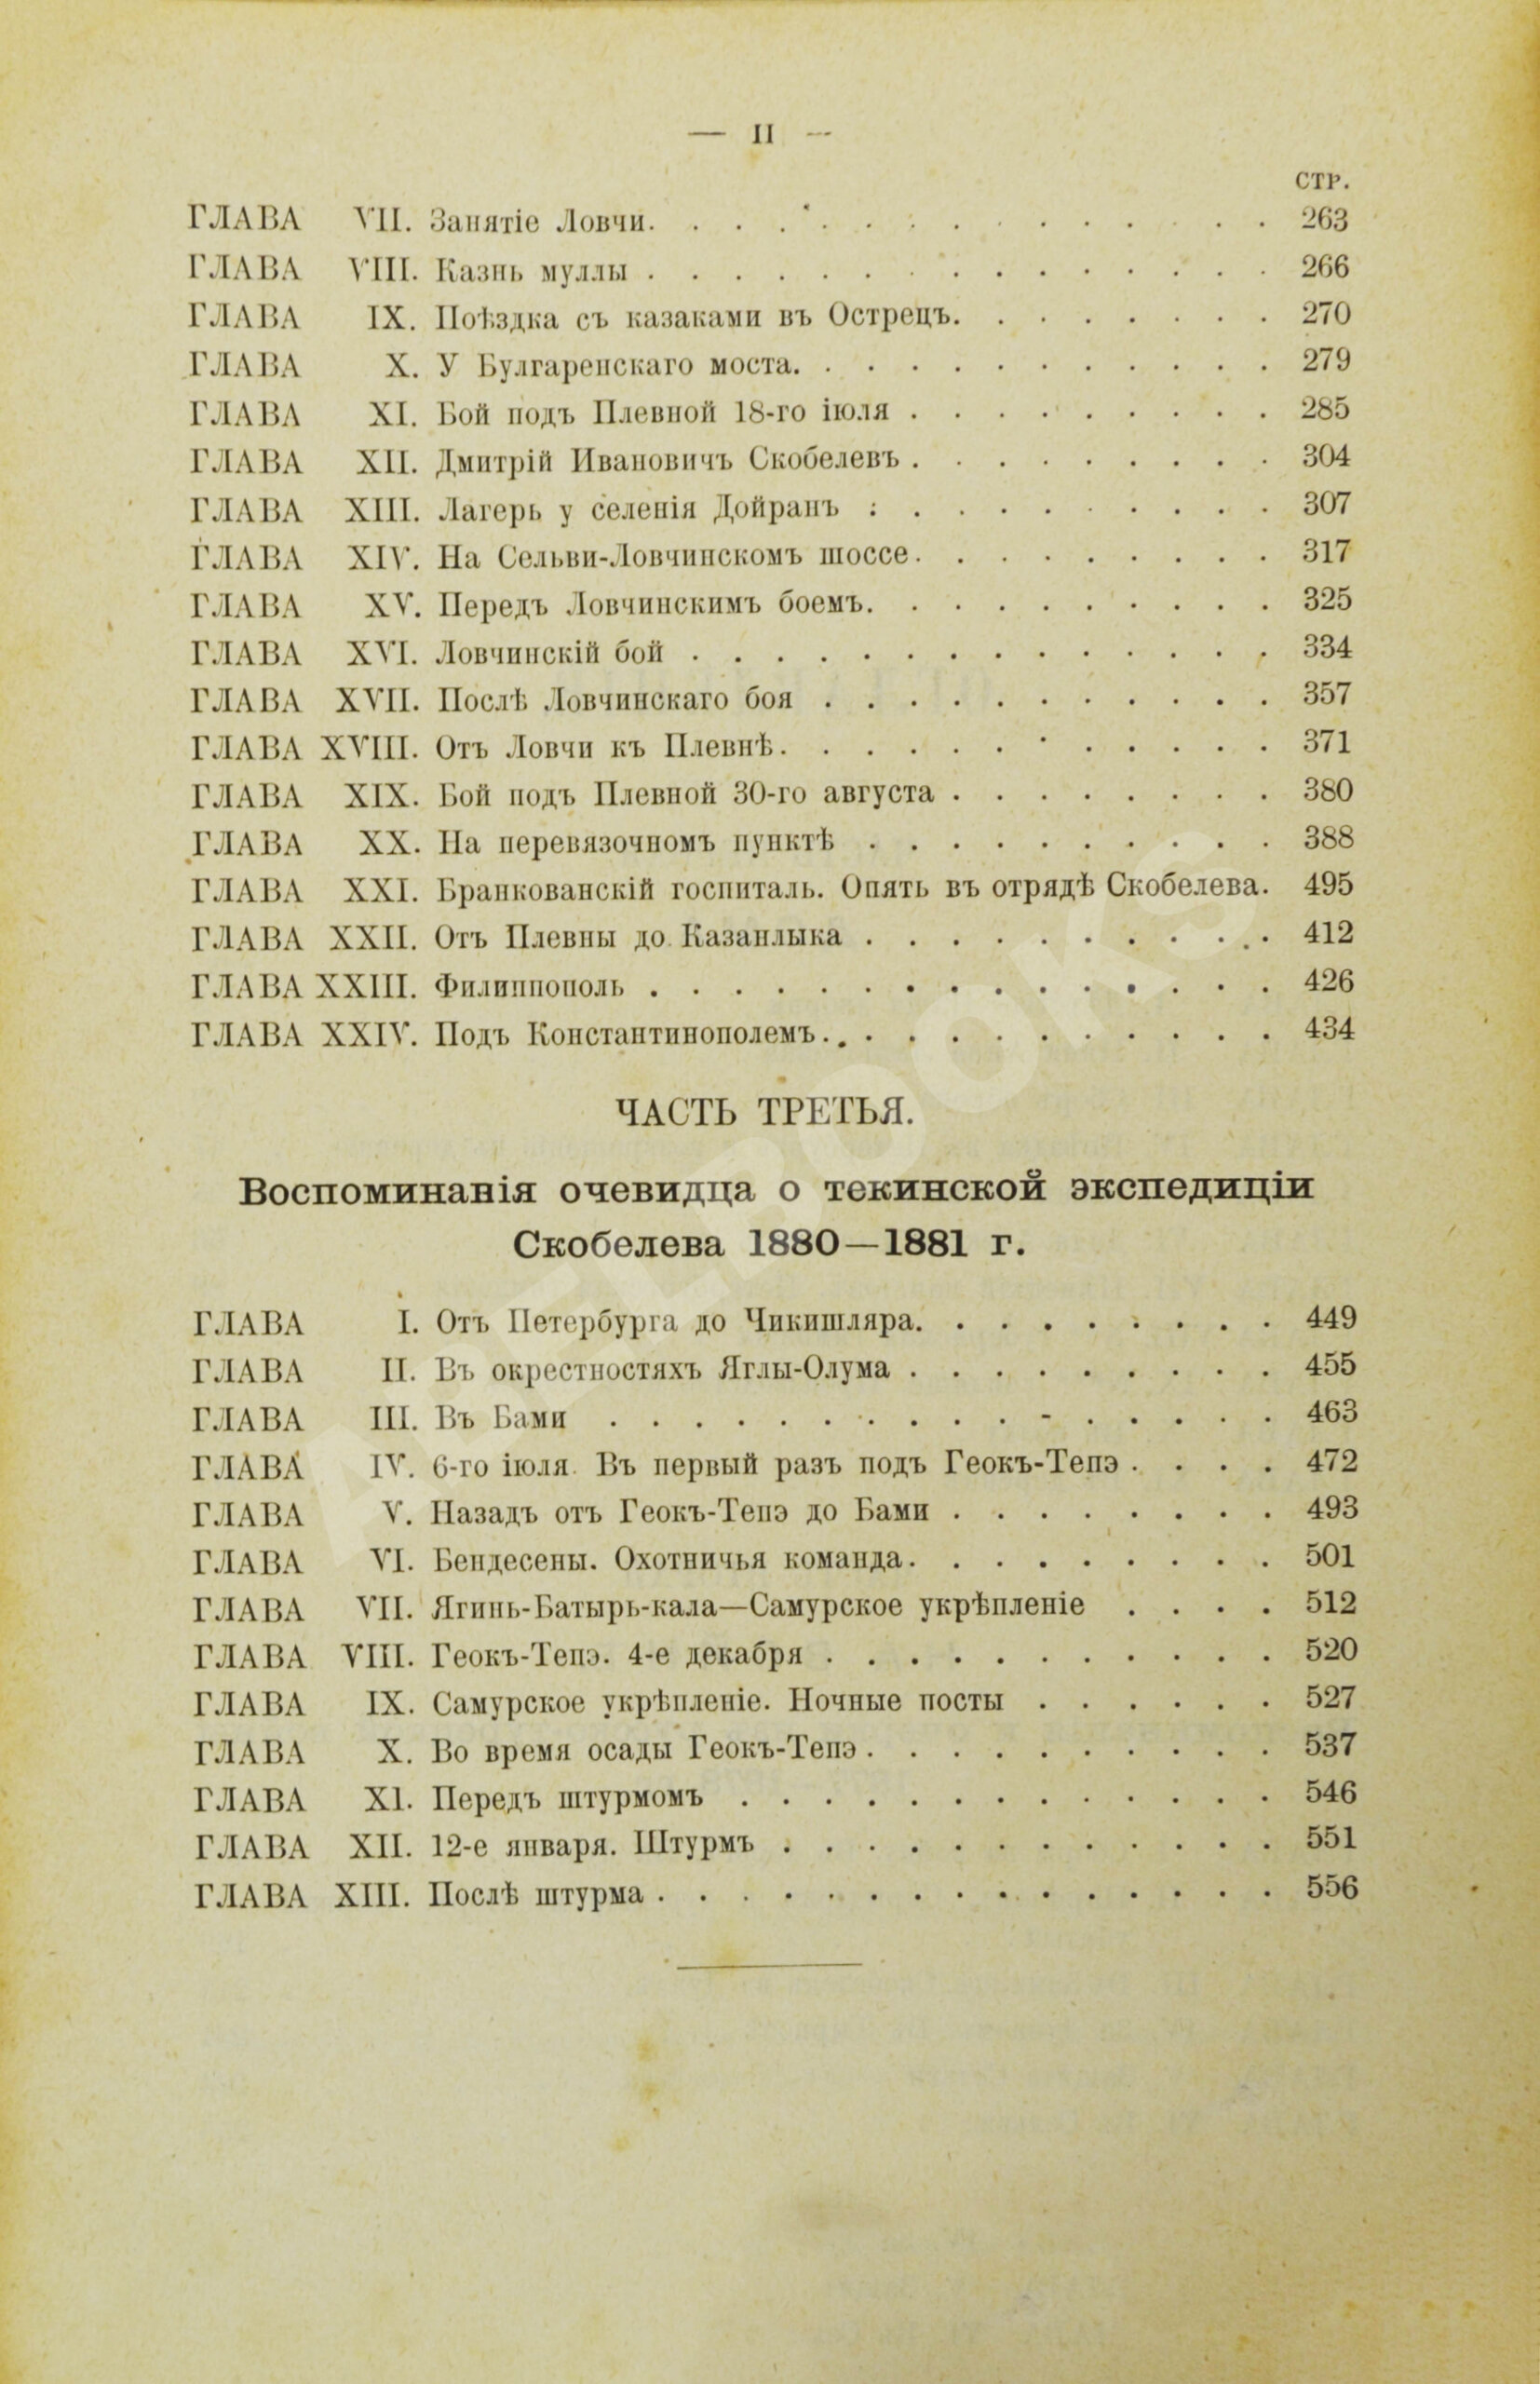 — II —
СТР.
ГЛАВА VII. Занятіе Ловчи. . . . . . . . . . . . . . . 263
ГЛАВА VIII. Казнь муллы . . . . . . . . . . . . . . . 266
ГЛАВА IX. Поѣздка съ казаками въ Острецъ. . . . . . . . 270
ГЛАВА X. У Булгаренскаго моста. . . . . . . . . . . . 279
ГЛАВА XI. Бой подъ Плевной 18-го іюля . . . . . . . . . 285
ГЛАВА XII. Дмитрій Ивановичъ Скобелевъ . . . . . . . . . 304
ГЛАВА XIII. Лагерь у селенія Дойранъ : . . . . . . . . . 307
ГЛАВА XIV. На Сельви-Ловчинскомъ шоссе. . . . . . . . . 317
ГЛАВА XV. Передъ Ловчинскимъ боемъ. . . . . . . . . . 325
ГЛАВА XVI. Ловчинскій бой . . . . . . . . . . . . . . 334
ГЛАВА XVII. Послѣ Ловчинскаго боя . . . . . . . . . . . 357
ГЛАВА XVIII. Отъ Ловчи къ Плевнѣ. . . . . . . . . . . . 371
ГЛАВА XIX. Бой подъ Плевной 30-го августа . . . . . . . . 380
ГЛАВА XX. На перевязочномъ пунктѣ . . . . . . . . . . 388
ГЛАВА XXI. Бранкованскій госпиталь. Опять въ отрядѣ Скобелева. 495
ГЛАВА XXII. Отъ Плевны до Казанлыка . . . . . . . . . . 412
ГЛАВА XXIII. Филиппополь . . . . . . . . . . . . . . . 426
ГЛАВА XXIV. Подъ Константинополемъ. . . . . . . . . . . 434
ЧАСТЬ ТРЕТЬЯ.
Воспоминанія очевидца о текинской экспедиціи
Скобелева 1880—1881 г.
ГЛАВА I. Отъ Петербурга до Чикишляра. . . . . . . . . 449
ГЛАВА II. Въ окрестностяхъ Яглы-Олума . . . . . . . . . 455
ГЛАВА III. Въ Бами . . . . . . . . . . . . . . . . 463
ГЛАВА IV. 6-го іюля. Въ первый разъ подъ Геокъ-Тепэ . . . . 472
ГЛАВА V. Назадъ отъ Геокъ-Тепэ до Бами . . . . . . . . 493
ГЛАВА VI. Бендесены. Охотничья команда. . . . . . . . . 501
ГЛАВА VII. Ягинь-Батырь-кала—Самурское укрѣпленіе . . . . 512
ГЛАВА VIII. Геокъ-Тепэ. 4-е декабря . . . . . . . . . . . 520
ГЛАВА IX. Самурское укрѣпленіе. Ночные посты . . . . . . 527
ГЛАВА X. Во время осады Геокъ-Тепэ . . . . . . . . . . 537
ГЛАВА XI. Передъ штурмомъ . . . . . . . . . . . . . 546
ГЛАВА XII. 12-е января. Штурмъ . . . . . . . . . . . . 551
ГЛАВА XIII. Послѣ штурма . . . . . . . . . . . . . . . 556